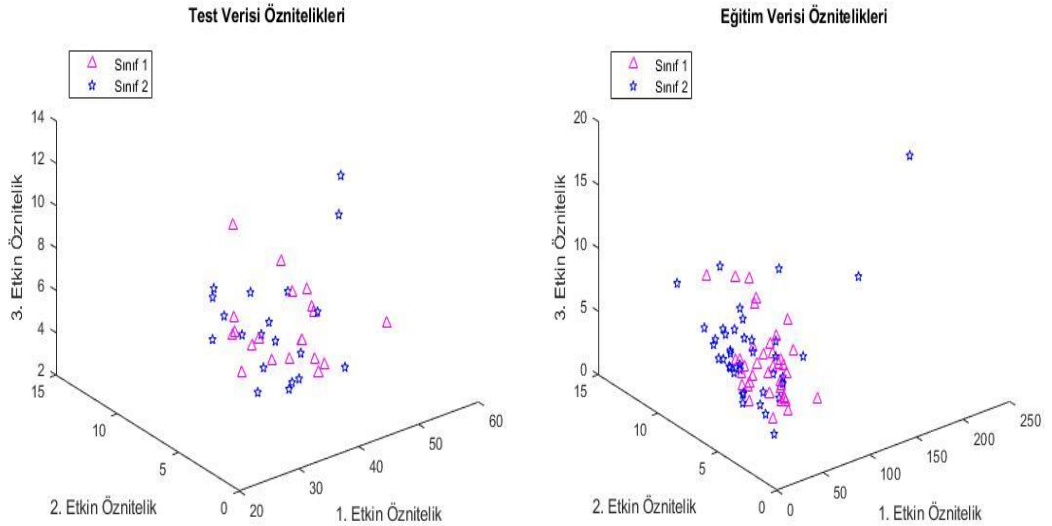 Test Verisi Öznitelikleri
Sınıf 1
Sınıf 2
14
12
10
8
6
4
2
3. Etkin Öznitelik
15
10
5
0
2. Etkin Öznitelik
20
30
40
50
60
1. Etkin Öznitelik
Eğitim Verisi Öznitelikleri
Sınıf 1
Sınıf 2
20
15
10
5
0
3. Etkin Öznitelik
15
10
5
0
2. Etkin Öznitelik
0
50
100
150
200
250
1. Etkin Öznitelik